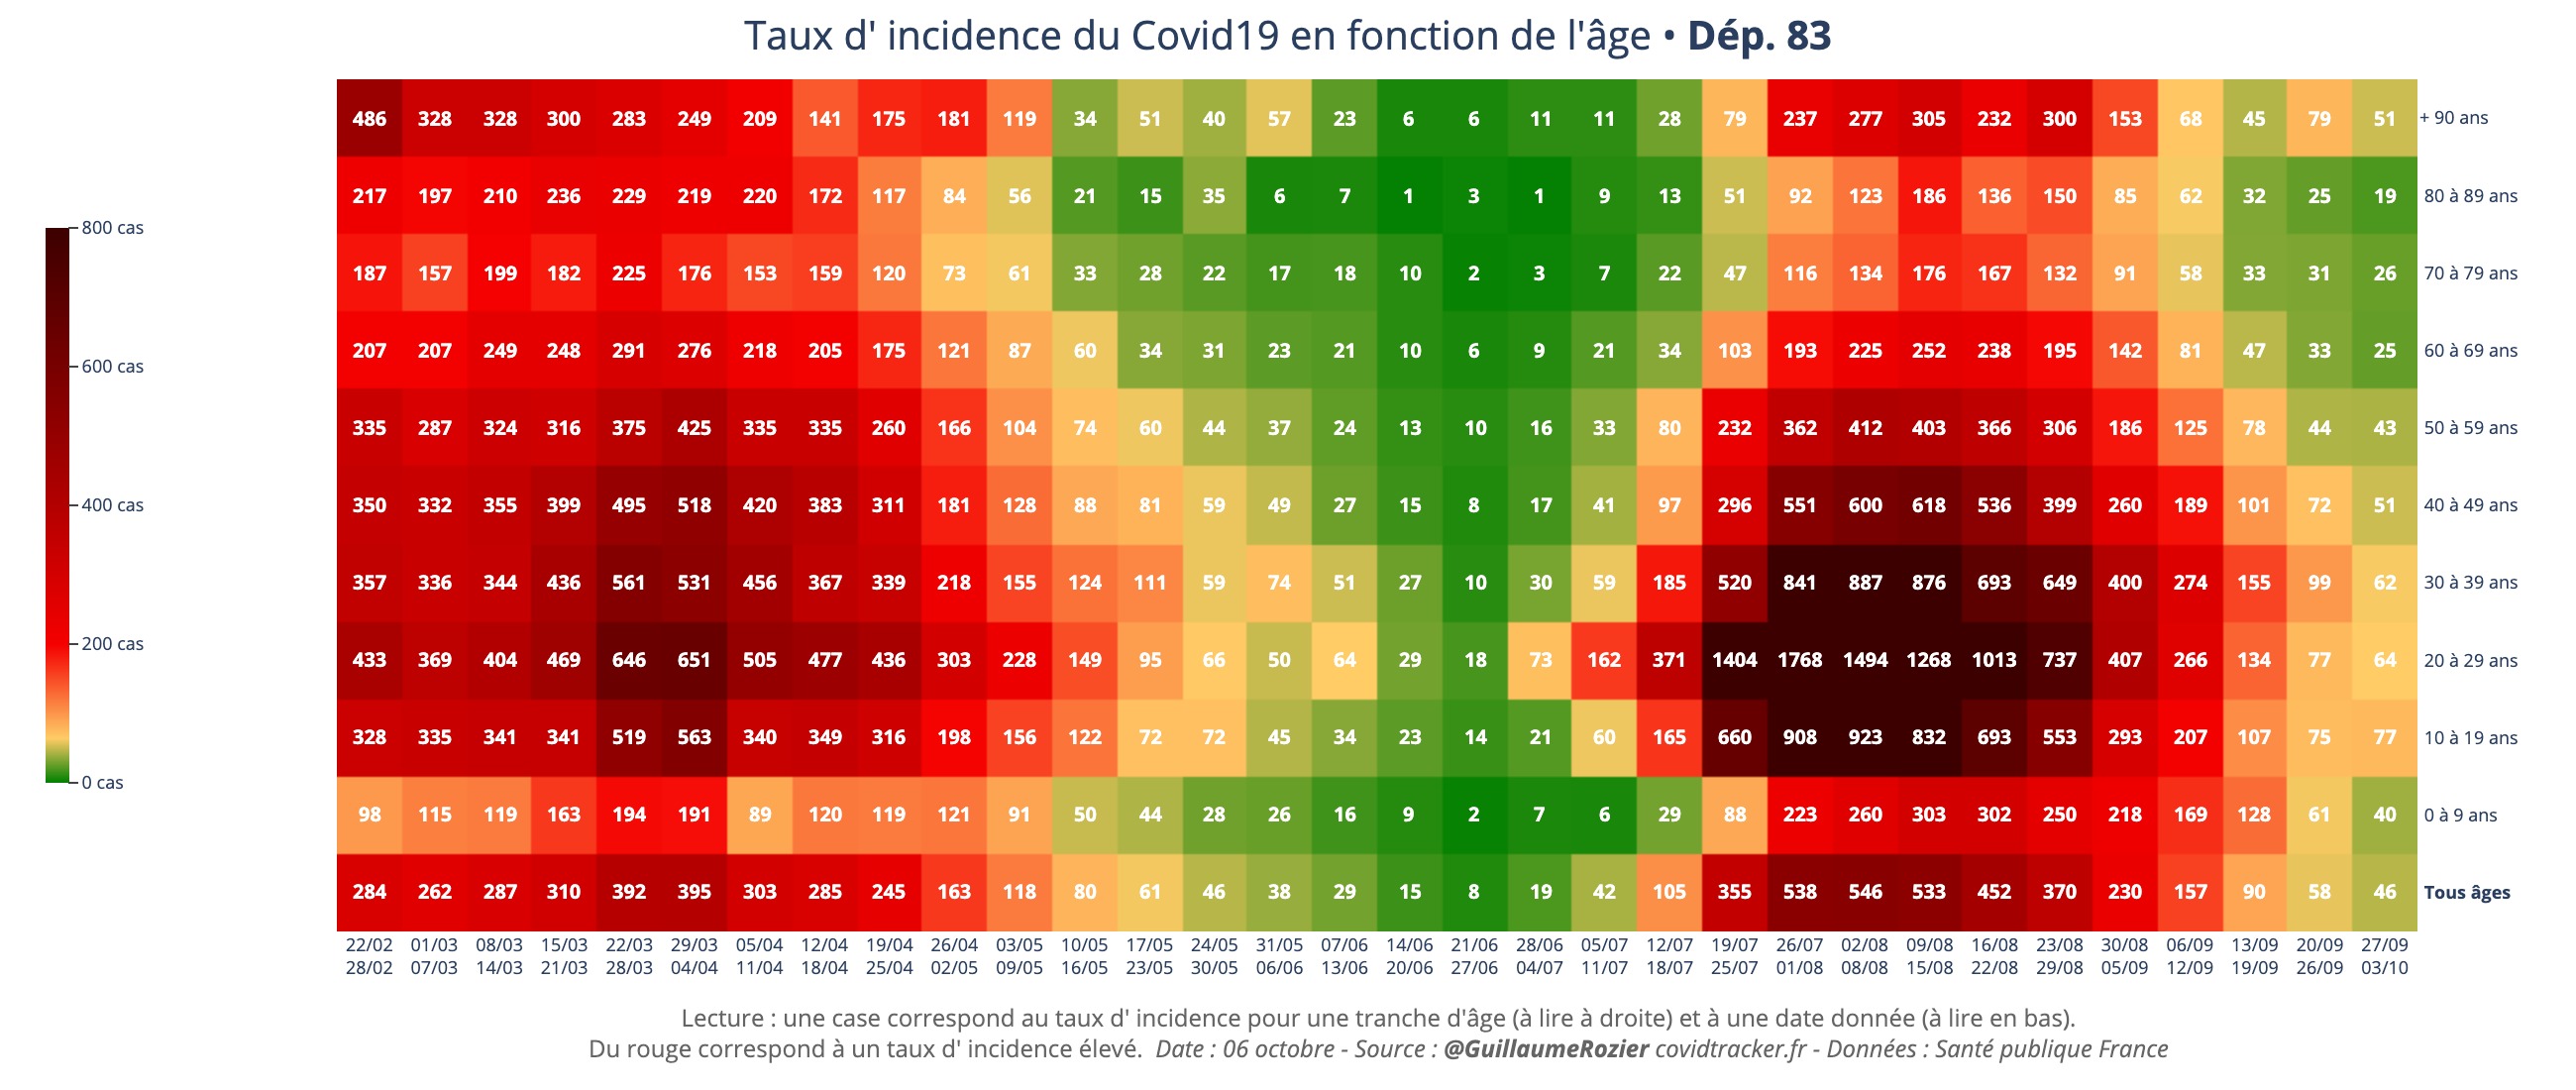 Taux d' incidence du Covid19 en fonction de l'âge • Dép. 83
800 cas
600 cas
400 cas
200 cas
0 cas
486 328 328 300 283 249 209 141 175 181 119 34 51 40 57 23 6 6 11 11 28 79 237 277 305 232 300 153 68 45 79 51 + 90 ans
217 197 210 236 229 219 220 172 117 84 56 21 15 35 6 7 1 3 1 9 13 51 92 123 186 136 150 85 62 32 25 19 80 à 89 ans
187 157 199 182 225 176 153 159 120 73 61 33 28 22 17 18 10 2 3 7 22 47 116 134 176 167 132 91 58 33 31 26 70 à 79 ans
207 207 249 248 291 276 218 205 175 121 87 60 34 31 23 21 10 6 9 21 34 103 193 225 252 238 195 142 81 47 33 25 60 à 69 ans
335 287 324 316 375 425 335 335 260 166 104 74 60 44 37 24 13 10 16 33 80 232 362 412 403 366 306 186 125 78 44 43 50 à 59 ans
350 332 355 399 495 518 420 383 311 181 128 88 81 59 49 27 15 8 17 41 97 296 551 600 618 536 399 260 189 101 72 51 40 à 49 ans
357 336 344 436 561 531 456 367 339 218 155 124 111 59 74 51 27 10 30 59 185 520 841 887 876 693 649 400 274 155 99 62 30 à 39 ans
433 369 404 469 646 651 505 477 436 303 228 149 95 66 50 64 29 18 73 162 371 1404 1768 1494 1268 1013 737 407 266 134 77 64 20 à 29 ans
328 335 341 341 519 563 340 349 316 198 156 122 72 72 45 34 23 14 21 60 165 660 908 923 832 693 553 293 207 107 75 77 10 à 19 ans
98 115 119 163 194 191 89 120 119 121 91 50 44 28 26 16 9 2 7 6 29 88 223 260 303 302 250 218 169 128 61 40 0 à 9 ans
284 262 287 310 392 395 303 285 245 163 118 80 61 46 38 29 15 8 19 42 105 355 538 546 533 452 370 230 157 90 58 46 Tous âges
22/02 01/03 08/03 15/03 22/03 29/03 05/04 12/04 19/04 26/04 03/05 10/05 17/05 24/05 31/05 07/06 14/06 21/06 28/06 05/07 12/07 19/07 26/07 02/08 09/08 16/08 23/08 30/08 06/09 13/09 20/09 27/09
28/02 07/03 14/03 21/03 28/03 04/04 11/04 18/04 25/04 02/05 09/05 16/05 23/05 30/05 06/06 13/06 20/06 27/06 04/07 11/07 18/07 25/07 01/08 08/08 15/08 22/08 29/08 05/09 12/09 19/09 26/09 03/10
Lecture : une case correspond au taux d' incidence pour une tranche d'âge (à lire à droite) et à une date donnée (à lire en bas).
Du rouge correspond à un taux d' incidence élevé. Date : 06 octobre - Source : @GuillaumeRozier covidtracker.fr - Données : Santé publique France